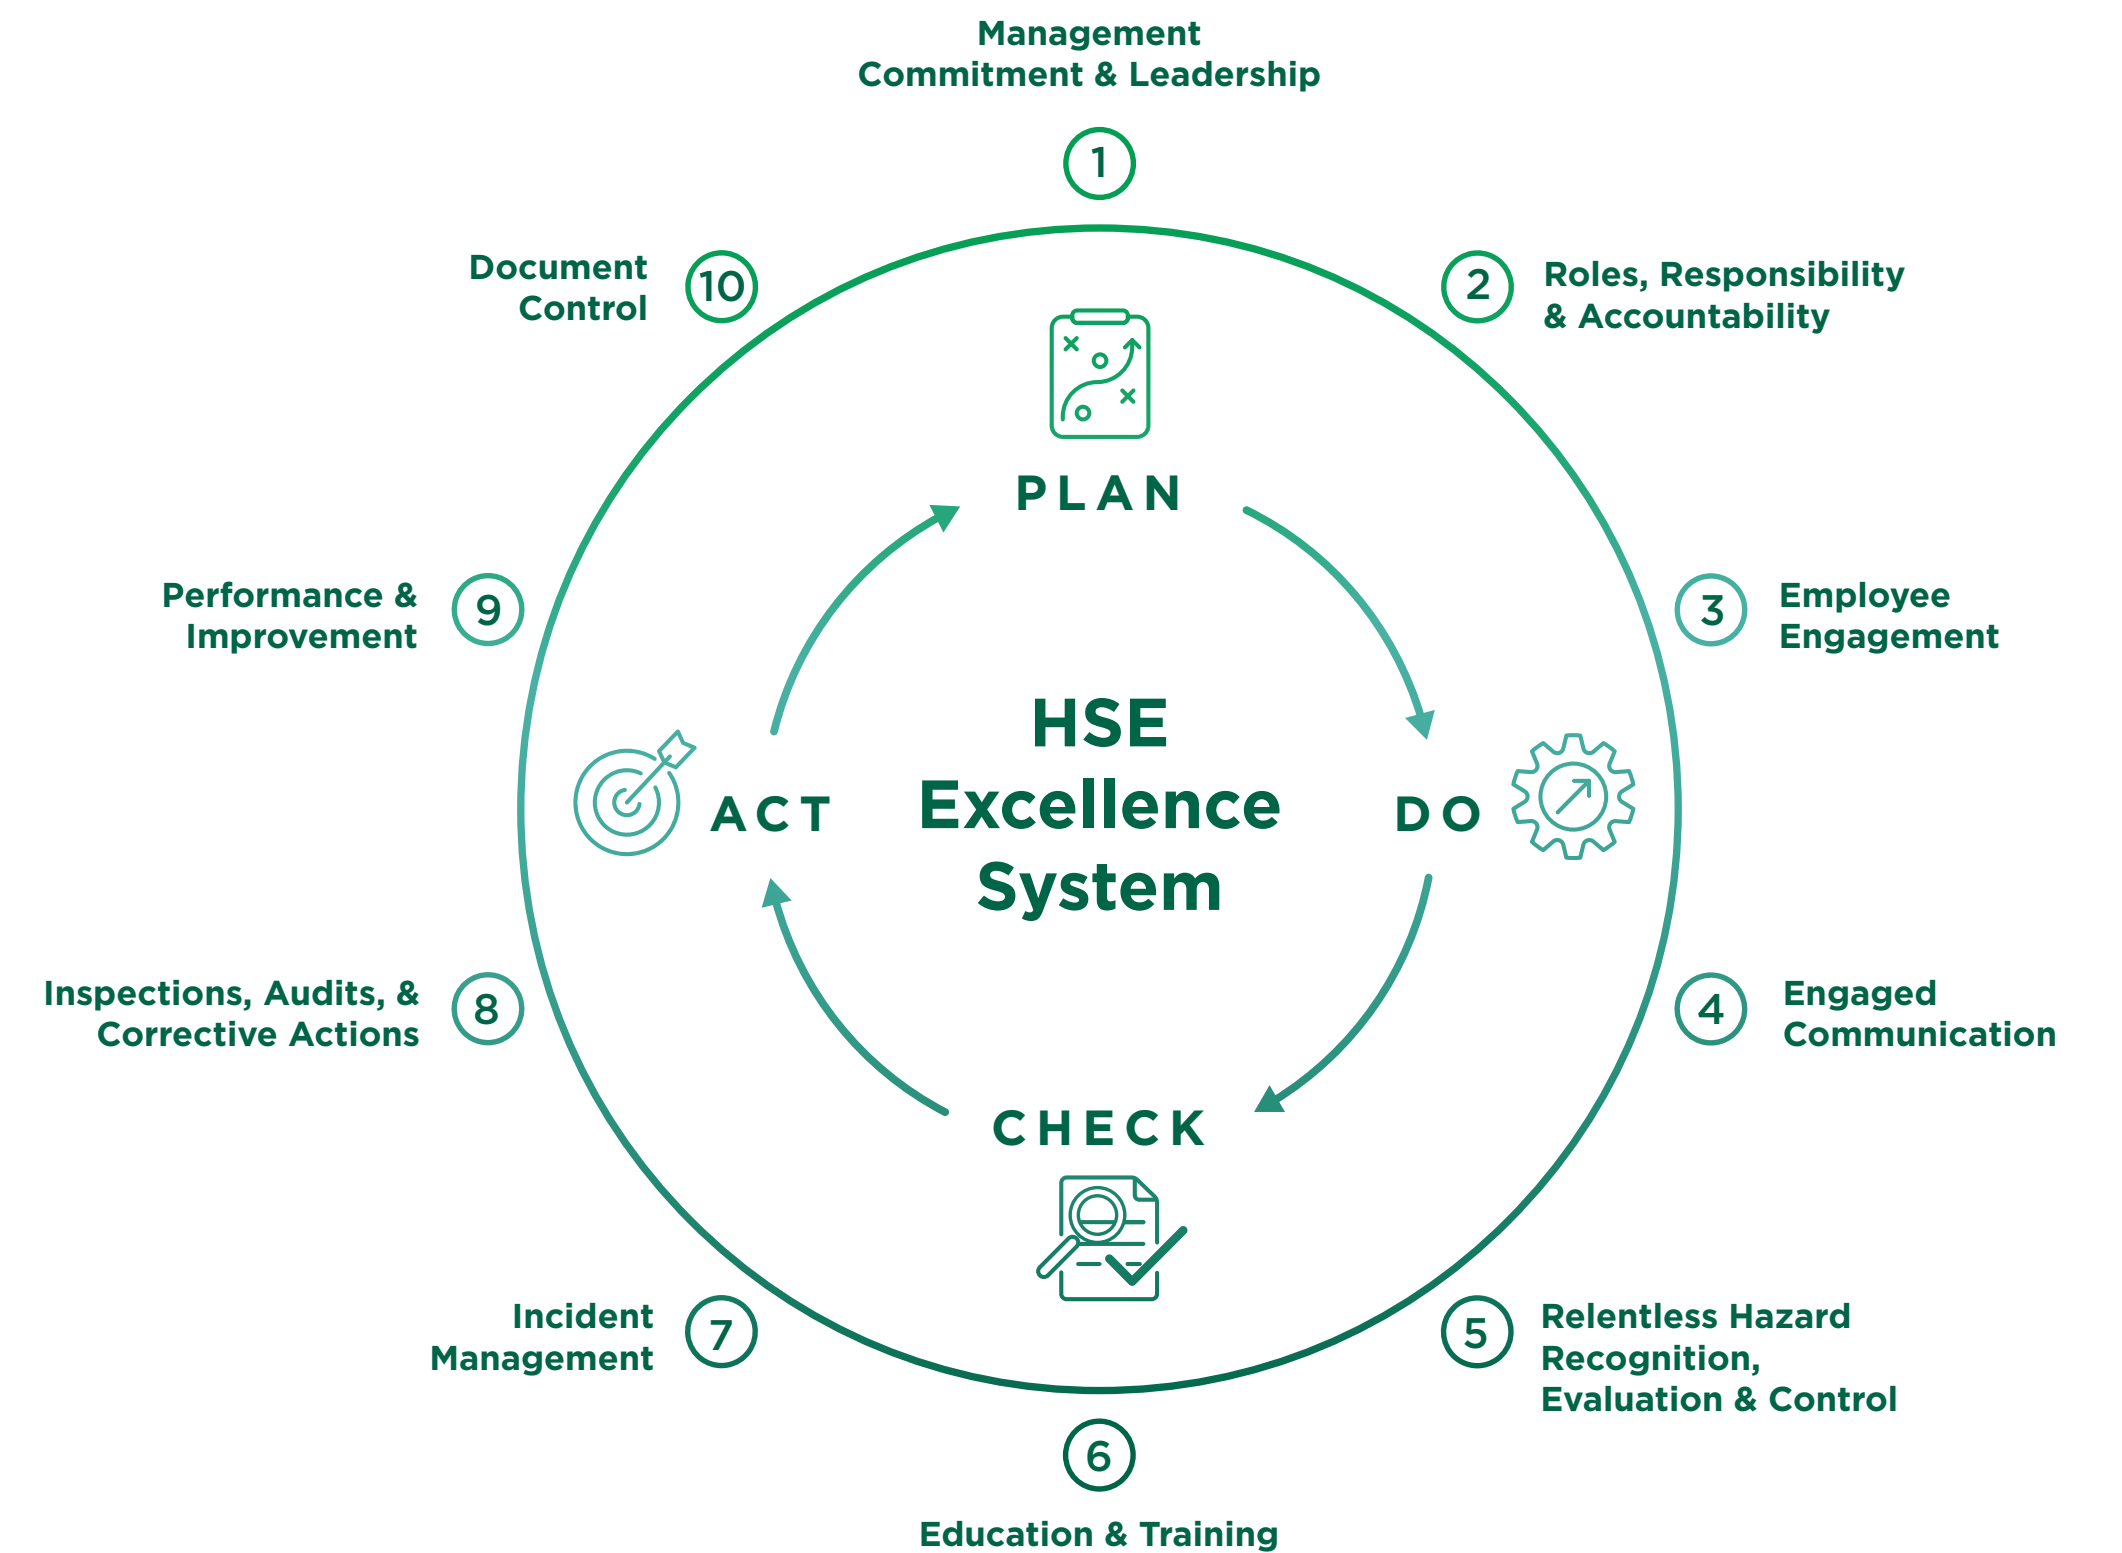 Management
Commitment & Leadership
1
2
Roles, Responsibility
& Accountability
3
Employee
Engagement
4
Engaged
Communication
5
Relentless Hazard
Recognition,
Evaluation & Control
6
Education & Training
7
Incident
Management
8
Inspections, Audits, &
Corrective Actions
9
Performance &
Improvement
10
Document
Control
PLAN
DO
CHECK
ACT
HSE
Excellence
System